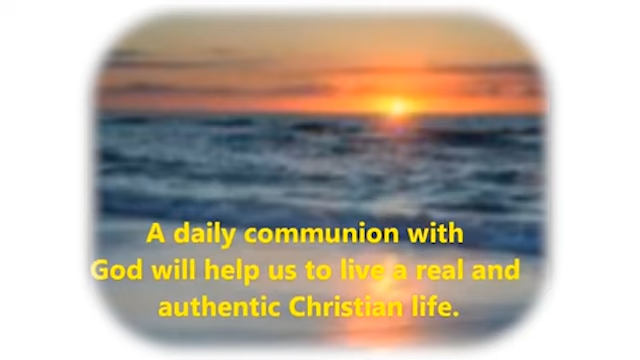 A daily communion with
God will help us to live a real and
authentic Christian life.